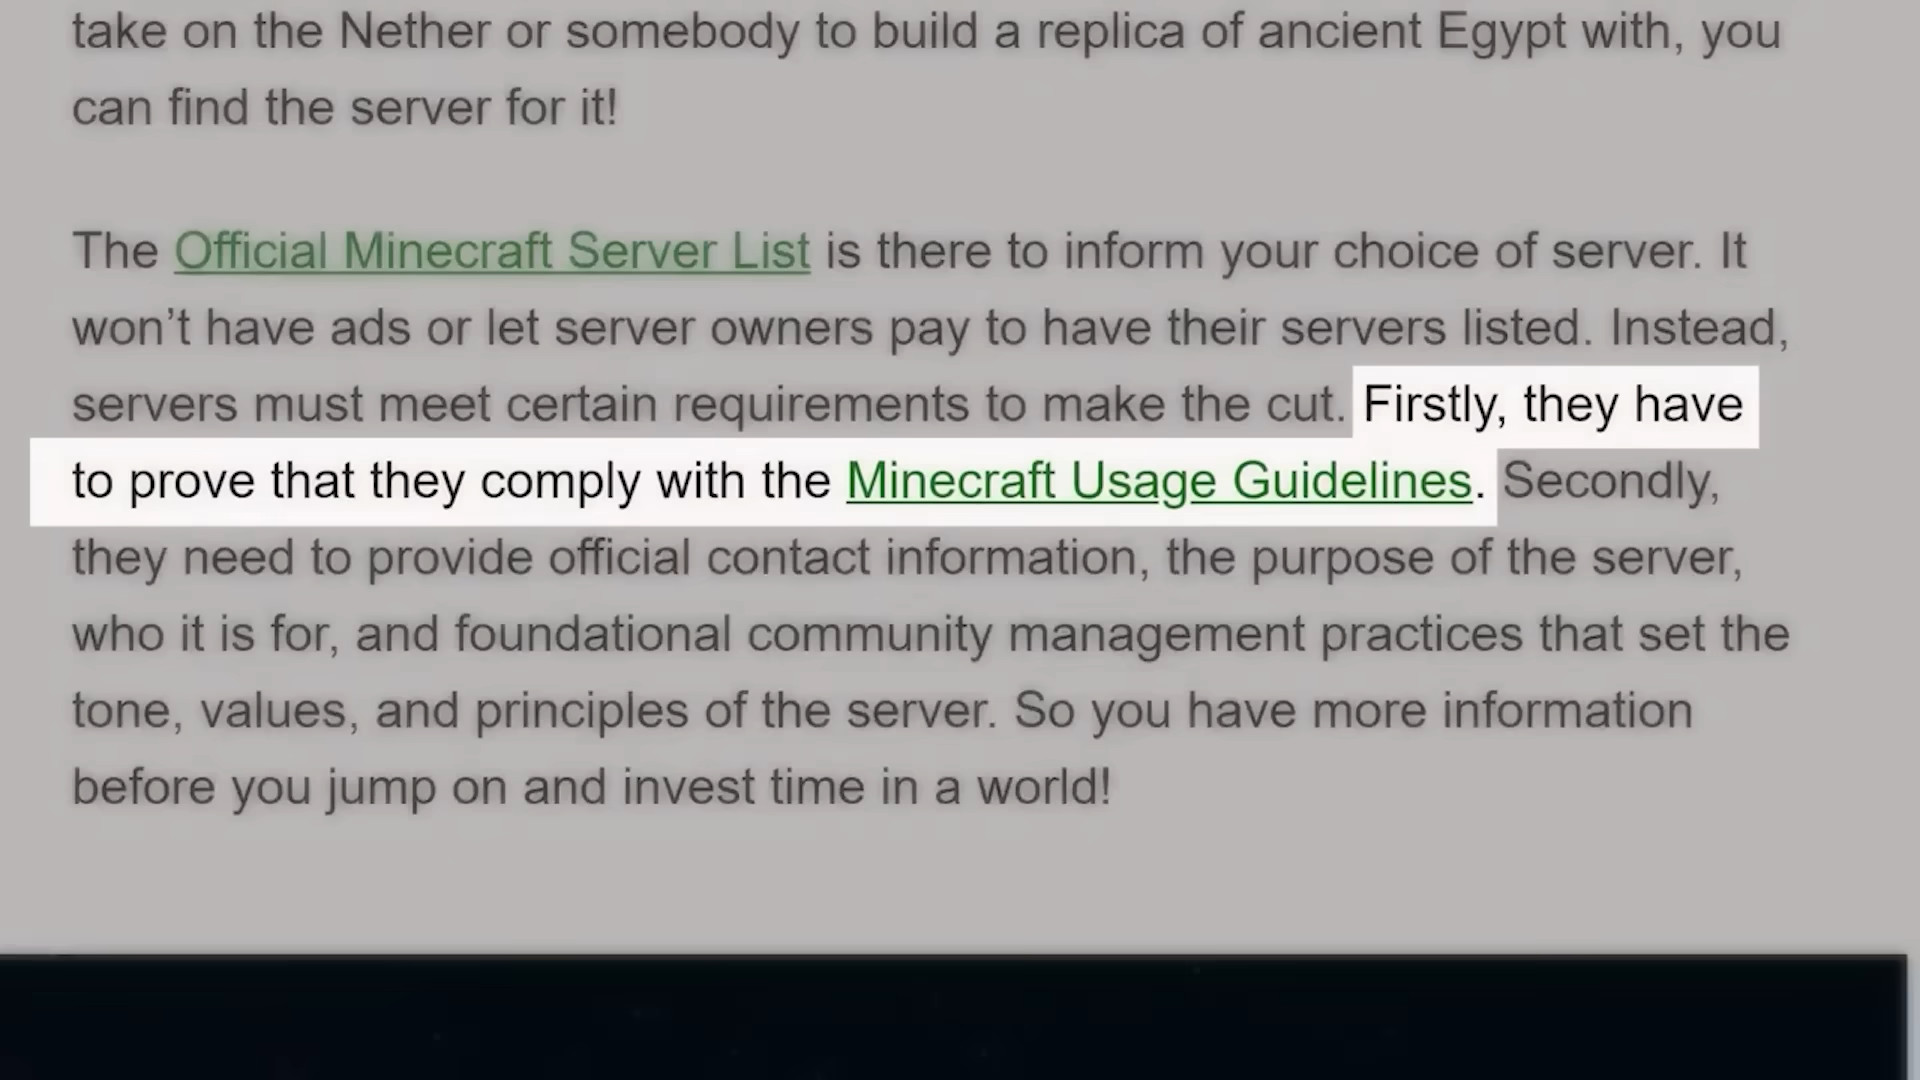 take on the Nether or somebody to build a replica of ancient Egypt with, you
can find the server for it!
The Official Minecraft Server List is there to inform your choice of server. It
won’t have ads or let server owners pay to have their servers listed. Instead,
servers must meet certain requirements to make the cut. Firstly, they have
to prove that they comply with the Minecraft Usage Guidelines. Secondly,
they need to provide official contact information, the purpose of the server,
who it is for, and foundational community management practices that set the
tone, values, and principles of the server. So you have more information
before you jump on and invest time in a world!